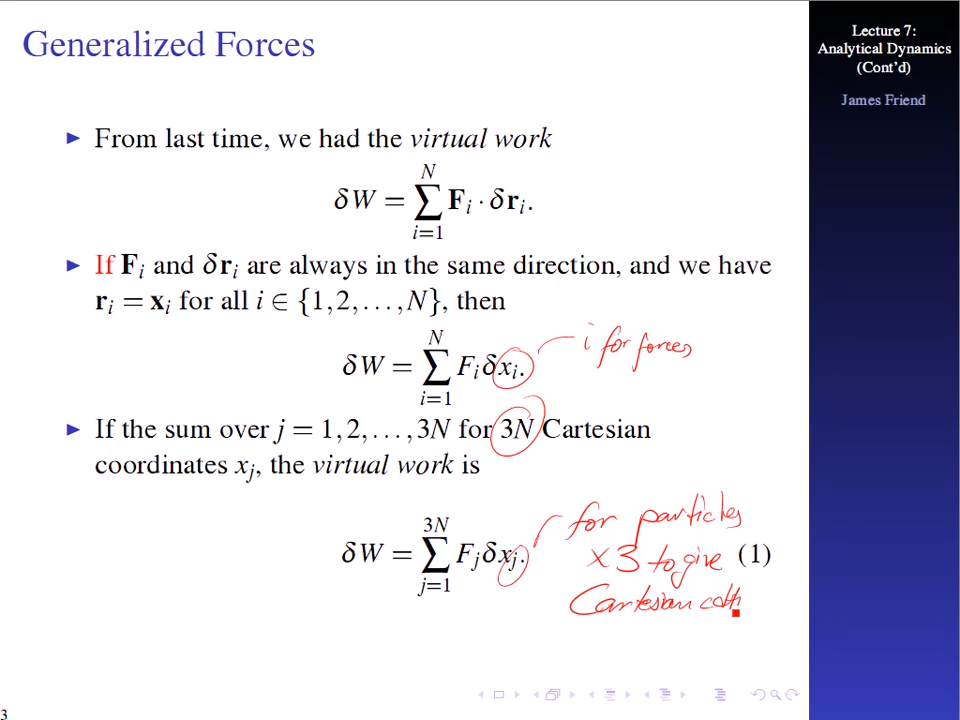 Generalized Forces
Lecture 7:
Analytical Dynamics
(Cont'd)
James Friend
▶ From last time, we had the virtual work
δW = ∑_{i=1}^{N} F_i · δr_i.
▶ If F_i and δr_i are always in the same direction, and we have
r_i = x_i for all i ∈ {1, 2, . . . , N}, then
δW = ∑_{i=1}^{N} F_i δx_i.
i for forces
▶ If the sum over j = 1, 2, . . . , 3N for 3N Cartesian
coordinates x_j, the virtual work is
δW = ∑_{j=1}^{3N} F_j δx_j. (1)
for particles
× 3 to give
Cartesian
3